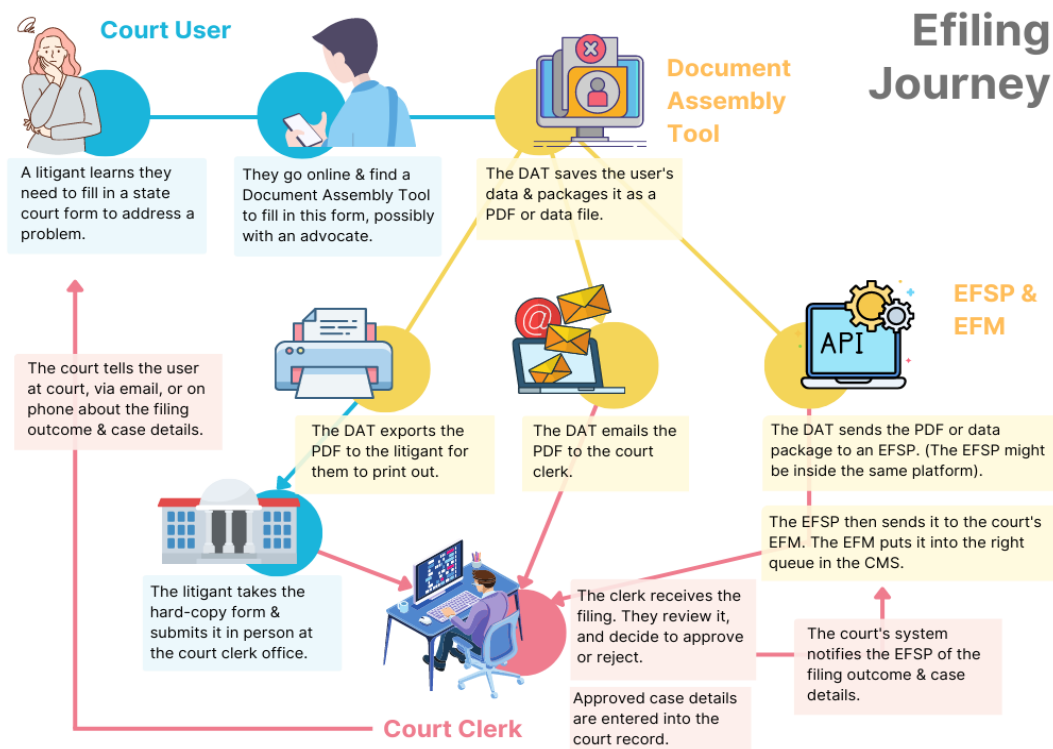 Efiling
Journey
Court User
Document
Assembly
Tool
A litigant learns they
need to fill in a state
court form to address a
problem.
They go online & find a
Document Assembly Tool
to fill in this form, possibly
with an advocate.
The DAT saves the user's
data & packages it as a
PDF or data file.
@
API
EFSP &
EFM
The court tells the user
at court, via email, or on
phone about the filing
outcome & case details.
The DAT exports the
PDF to the litigant for
them to print out.
The DAT emails the
PDF to the court
clerk.
The DAT sends the PDF or data
package to an EFSP. (The EFSP might
be inside the same platform).
The EFSP then sends it to the court's
EFM. The EFM puts it into the right
queue in the CMS.
The litigant takes the
hard-copy form &
submits it in person at
the court clerk office.
The clerk receives the
filing. They review it,
and decide to approve
or reject.
The court's system
notifies the EFSP of the
filing outcome & case
details.
Approved case details
are entered into the
court record.
Court Clerk